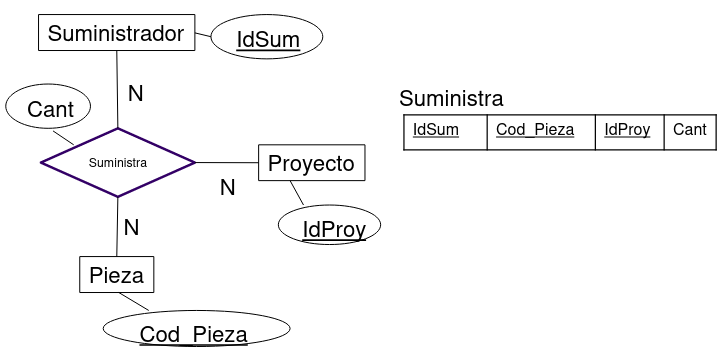 Suministrador
IdSum
N
Cant
Suministra
Proyecto
N
IdProy
N
Pieza
Cod_Pieza
Suministra
IdSum Cod_Pieza IdProy Cant